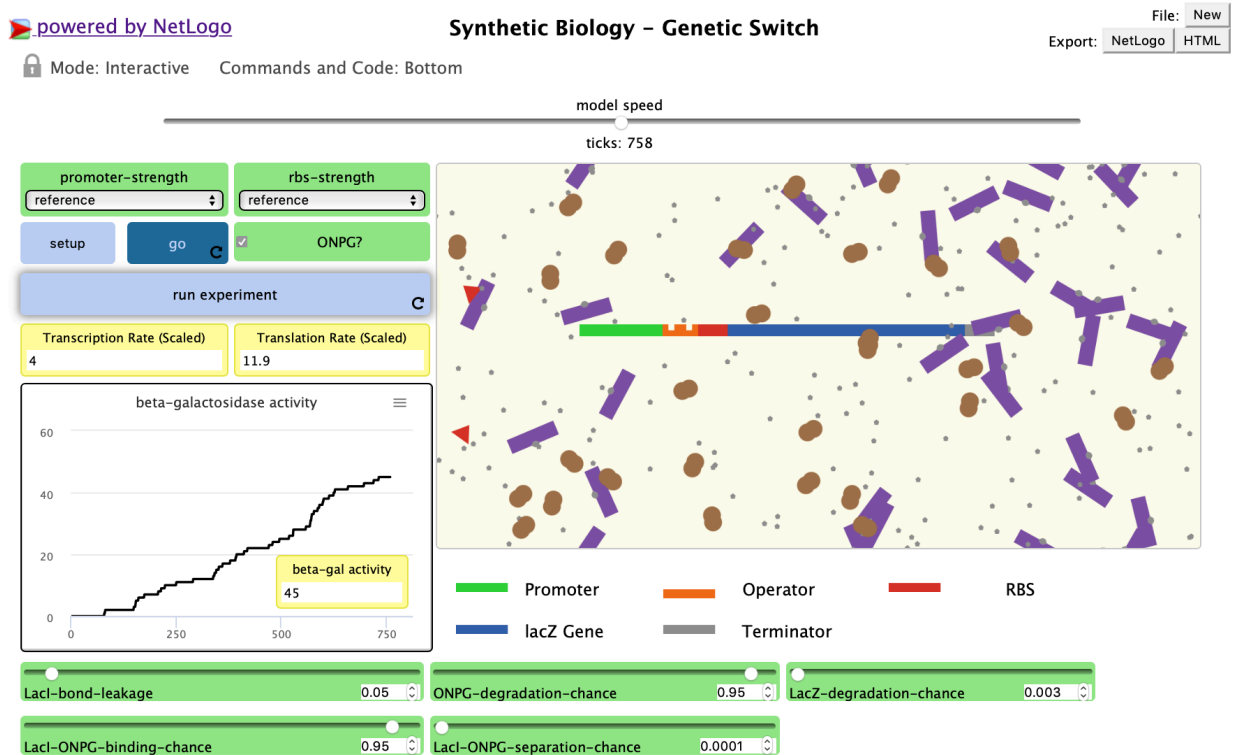 powered by NetLogo
Synthetic Biology – Genetic Switch
File: New
Export: NetLogo HTML
Mode: Interactive Commands and Code: Bottom
model speed
ticks: 758
promoter-strength
reference
rbs-strength
reference
setup
go
ONPG?
run experiment
Transcription Rate (Scaled)
4
Translation Rate (Scaled)
11.9
beta-galactosidase activity
60
40
20
0
0 250 500 750
beta-gal activity
45
Promoter Operator RBS
lacZ Gene Terminator
LacI-bond-leakage 0.05
ONPG-degradation-chance 0.95
LacZ-degradation-chance 0.003
LacI-ONPG-binding-chance 0.95
LacI-ONPG-separation-chance 0.0001